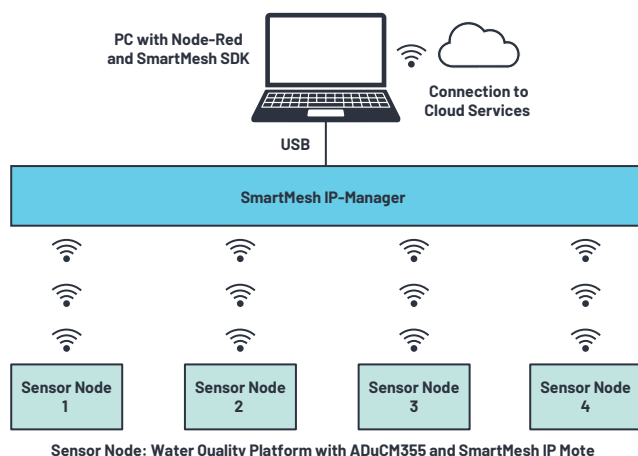 PC with Node-Red
and SmartMesh SDK
Connection to
Cloud Services
USB
SmartMesh IP-Manager
Sensor Node
1
Sensor Node
2
Sensor Node
3
Sensor Node
4
Sensor Node: Water Quality Platform with ADuCM355 and SmartMesh IP Mote